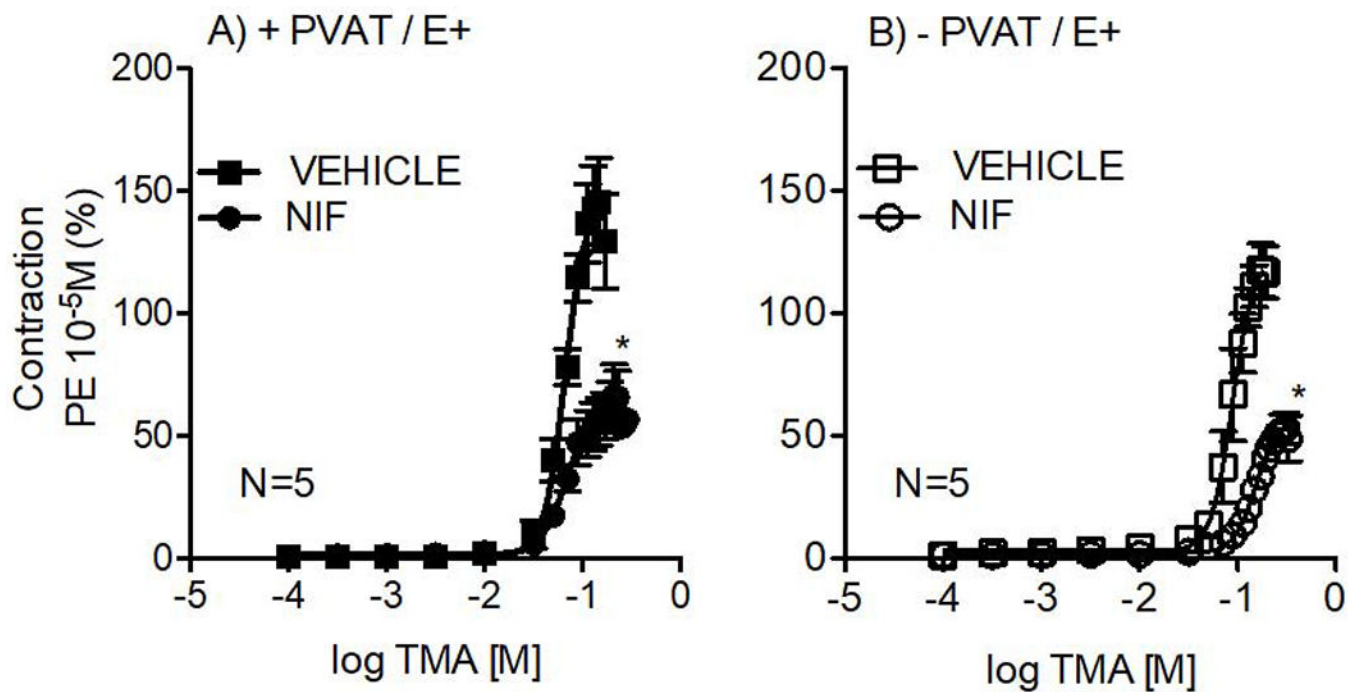 A) + PVAT / E+
200
150
100
50
0
VEHICLE
NIF
*
N=5
-5 -4 -3 -2 -1 0
log TMA [M]
Contraction
PE 10⁻⁵M (%)
B) - PVAT / E+
200
150
100
50
0
VEHICLE
NIF
*
N=5
-5 -4 -3 -2 -1 0
log TMA [M]